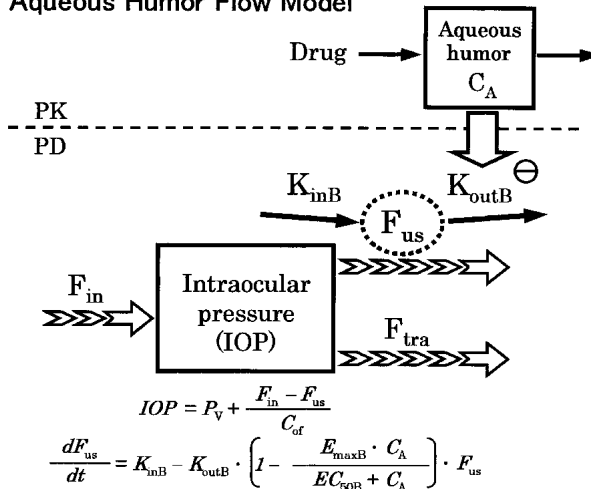 Aqueous Humor Flow Model
Drug
Aqueous
humor
C_A
PK
PD
⊖
K_inB
F_us
K_outB
F_in
Intraocular
pressure
(IOP)
F_tra
IOP = P_V + (F_in − F_us) / C_of
dF_us / dt = K_inB − K_outB · (1 − (E_maxB · C_A) / (EC_50B + C_A)) · F_us